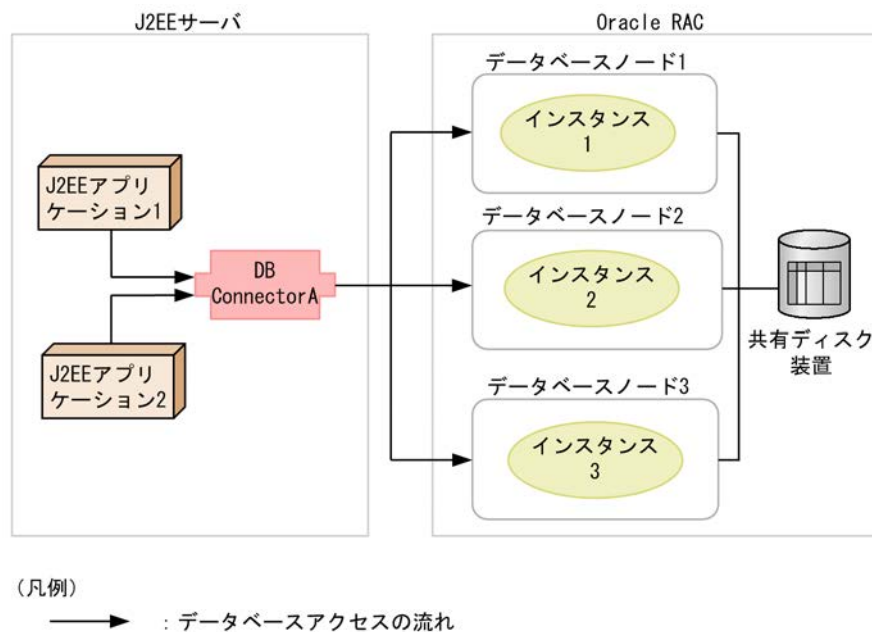 J2EEサーバ
Oracle RAC
データベースノード1
インスタンス
1
J2EEアプリ
ケーション1
データベースノード2
DB
ConnectorA
インスタンス
2
共有ディスク
装置
J2EEアプリ
ケーション2
データベースノード3
インスタンス
3
(凡例)
：データベースアクセスの流れ